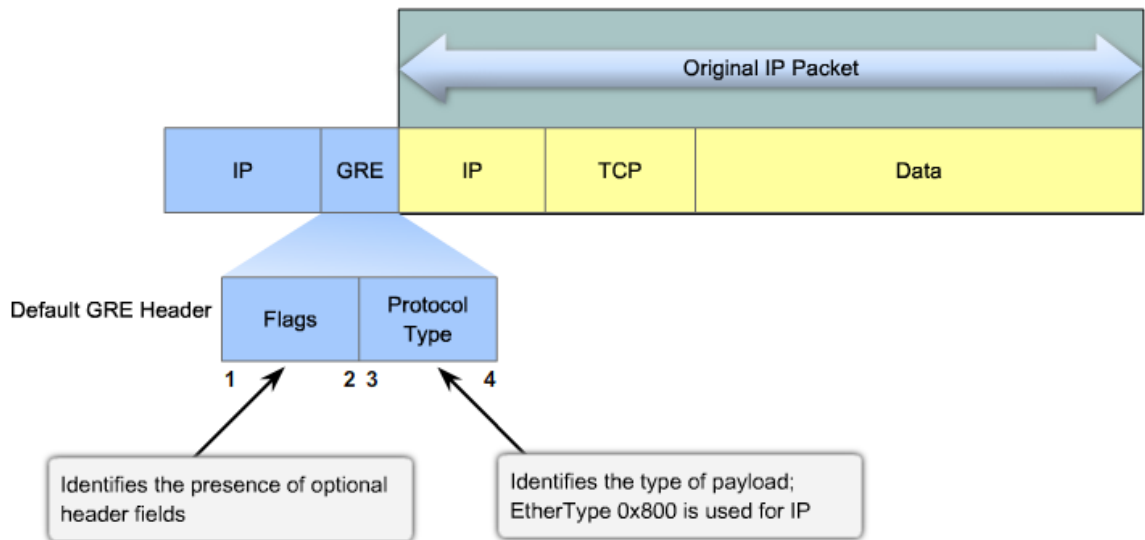 Original IP Packet
IP GRE IP TCP Data
Default GRE Header
Flags
Protocol
Type
1 2 3 4
Identifies the presence of optional
header fields
Identifies the type of payload;
EtherType 0x800 is used for IP